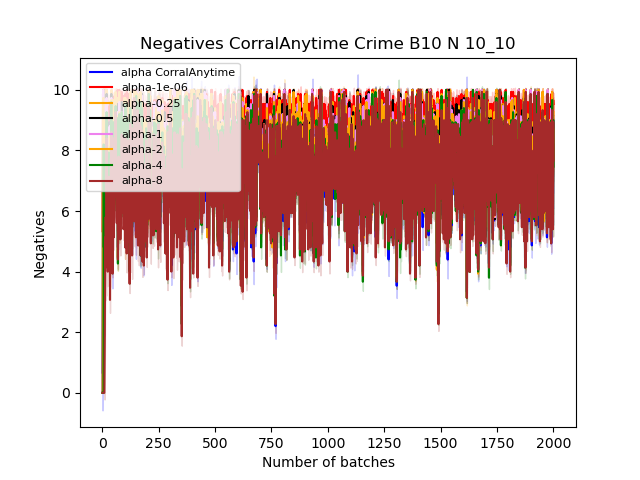 Negatives CorralAnytime Crime B10 N 10_10
alpha CorralAnytime
alpha-1e-06
alpha-0.25
alpha-0.5
alpha-1
alpha-2
alpha-4
alpha-8
10
8
6
4
2
0
Negatives
0 250 500 750 1000 1250 1500 1750 2000
Number of batches